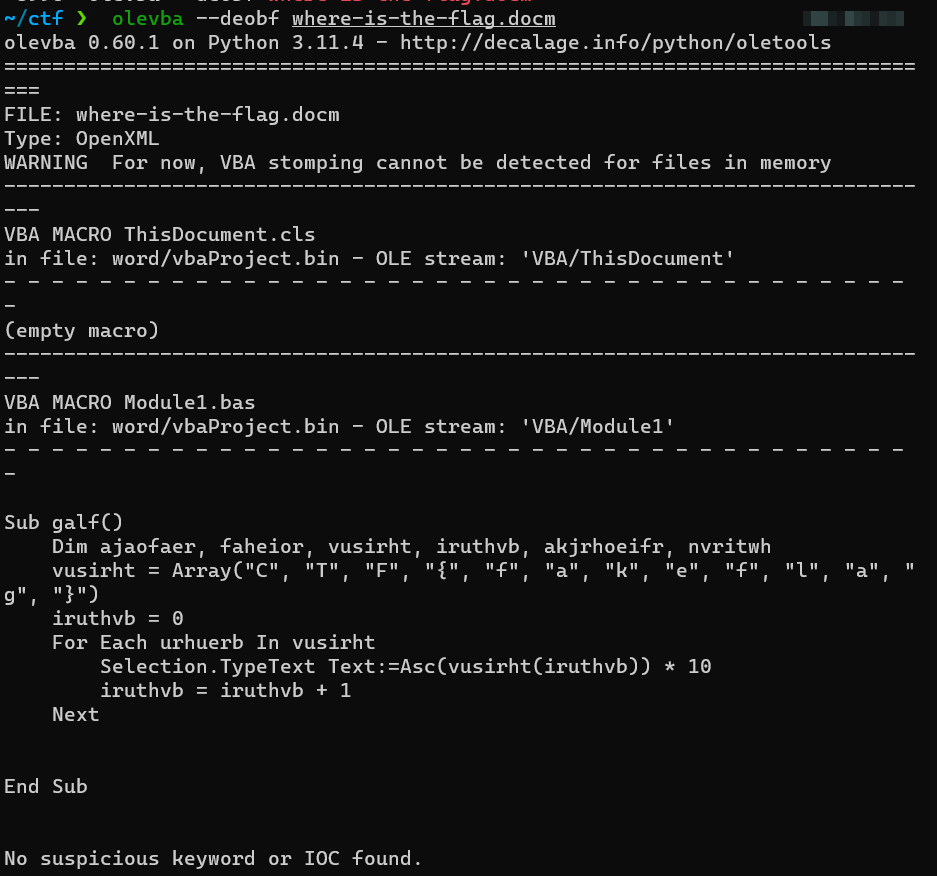 ~/ctf ❯ olevba --deobf where-is-the-flag.docm
olevba 0.60.1 on Python 3.11.4 - http://decalage.info/python/oletools
============================================================================
===
FILE: where-is-the-flag.docm
Type: OpenXML
WARNING  For now, VBA stomping cannot be detected for files in memory
----------------------------------------------------------------------------
---
VBA MACRO ThisDocument.cls
in file: word/vbaProject.bin - OLE stream: 'VBA/ThisDocument'
- - - - - - - - - - - - - - - - - - - - - - - - - - - - - - - - - - - - - -
-
(empty macro)
----------------------------------------------------------------------------
---
VBA MACRO Module1.bas
in file: word/vbaProject.bin - OLE stream: 'VBA/Module1'
- - - - - - - - - - - - - - - - - - - - - - - - - - - - - - - - - - - - - -
-
Sub galf()
    Dim ajaofaer, faheior, vusirht, iruthvb, akjrhoeifr, nvritwh
    vusirht = Array("C", "T", "F", "{", "f", "a", "k", "e", "f", "l", "a", "
g", "}")
    iruthvb = 0
    For Each urhuerb In vusirht
        Selection.TypeText Text:=Asc(vusirht(iruthvb)) * 10
        iruthvb = iruthvb + 1
    Next
End Sub
No suspicious keyword or IOC found.